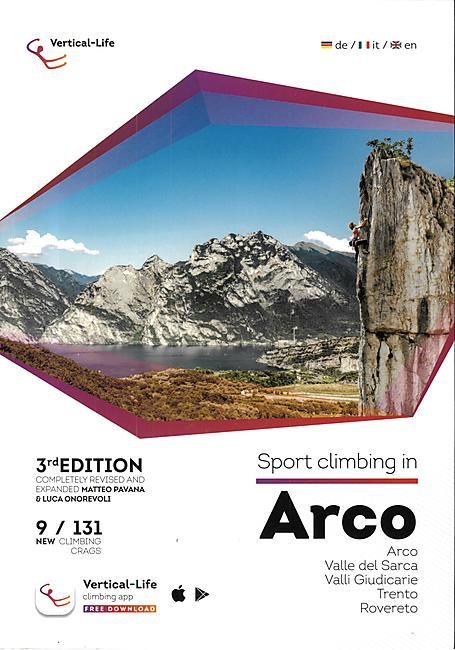 Vertical-Life
de / it / en
3rd EDITION
COMPLETELY REVISED AND
EXPANDED MATTEO PAVANA
& LUCA ONOREVOLI
9 / 131
NEW CLIMBING
CRAGS
Vertical-Life
climbing app
FREE DOWNLOAD
Sport climbing in
Arco
Arco
Valle del Sarca
Valli Giudicarie
Trento
Rovereto